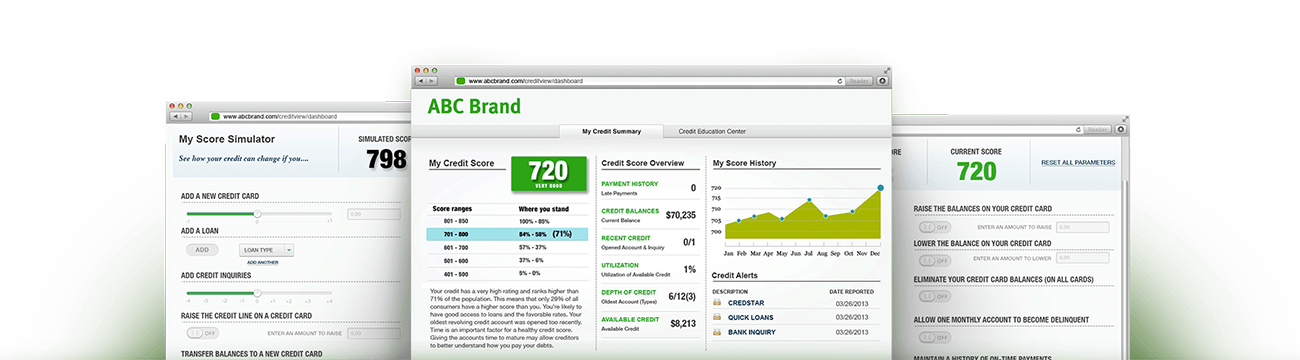 www.abcbrand.com/creditview/dashboard
My Score Simulator
See how your credit can change if you....
SIMULATED SCOR
798
ADD A NEW CREDIT CARD
-1 0 +1
0.00
ADD A LOAN
ADD
LOAN TYPE
ADD ANOTHER
ADD CREDIT INQUIRIES
-4 -3 -2 -1 0 +1 +2 +3 +4
RAISE THE CREDIT LINE ON A CREDIT CARD
OFF
ENTER AN AMOUNT TO RAISE
0.00
TRANSFER BALANCES TO A NEW CREDIT CARD
www.abcbrand.com/creditview/dashboard
Reader
ABC Brand
My Credit Summary
Credit Education Center
My Credit Score
720
VERY GOOD
Score ranges Where you stand
801 - 850 100% - 85%
701 - 800 84% - 58% (71%)
601 - 700 57% - 37%
501 - 600 37% - 6%
401 - 500 5% - 0%
Your credit has a very high rating and ranks higher than
71% of the population. This means that only 29% of all
consumers have a higher score than you. You're likely to
have good access to loans and the favorable rates. Your
oldest revolving credit account was opened too recently.
Time is an important factor for a healthy credit score.
Giving the accounts time to mature may allow creditors
to better understand how you pay your debts.
Credit Score Overview
PAYMENT HISTORY
Late Payments
0
CREDIT BALANCES
Current Balance
$70,235
RECENT CREDIT
Opened Account & Inquiry
0/1
UTILIZATION
Utilization of Available Credit
1%
DEPTH OF CREDIT
Oldest Account (Types)
6/12(3)
AVAILABLE CREDIT
Available Credit
$8,213
My Score History
720
715
710
705
700
Jan Feb Mar Apr May Jun Jul Aug Sep Oct Nov Dec
Credit Alerts
DESCRIPTION DATE REPORTED
CREDSTAR 03/26/2013
QUICK LOANS 03/26/2013
BANK INQUIRY 03/26/2013
Reader
ORE
CURRENT SCORE
720
RESET ALL PARAMETERS
RAISE THE BALANCES ON YOUR CREDIT CARD
OFF
ENTER AN AMOUNT TO RAISE
0.00
LOWER THE BALANCE ON YOUR CREDIT CARD
OFF
ENTER AN AMOUNT TO LOWER
0.00
ELIMINATE YOUR CREDIT CARD BALANCES (ON ALL CARDS)
OFF
ALLOW ONE MONTHLY ACCOUNT TO BECOME DELINQUENT
OFF
MAINTAIN A HISTORY OF ON-TIME PAYMENTS